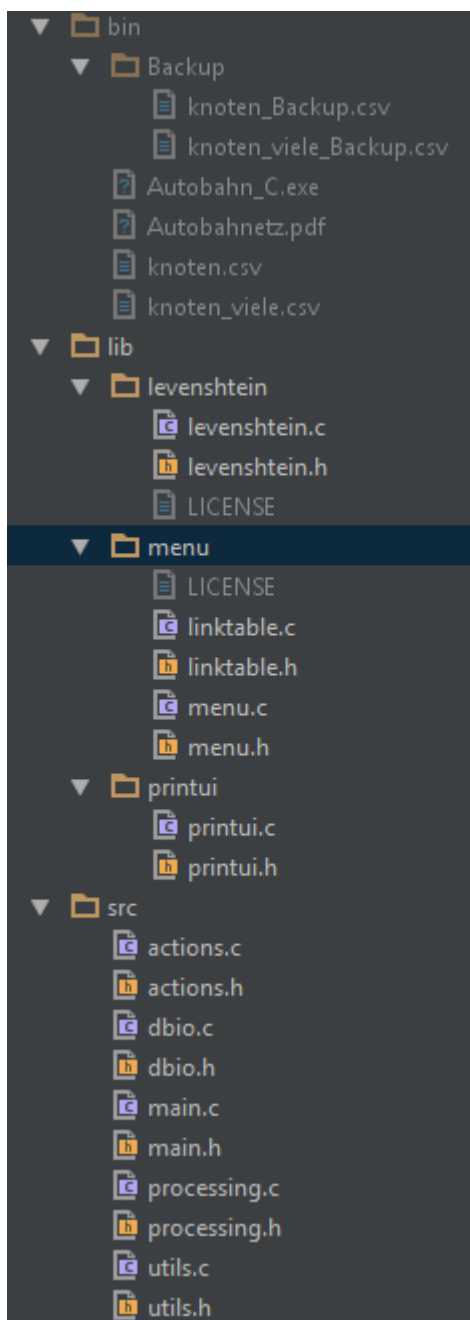 bin
Backup
knoten_Backup.csv
knoten_viele_Backup.csv
Autobahn_C.exe
Autobahnetz.pdf
knoten.csv
knoten_viele.csv
lib
levenshtein
levenshtein.c
levenshtein.h
LICENSE
menu
LICENSE
linktable.c
linktable.h
menu.c
menu.h
printui
printui.c
printui.h
src
actions.c
actions.h
dbio.c
dbio.h
main.c
main.h
processing.c
processing.h
utils.c
utils.h